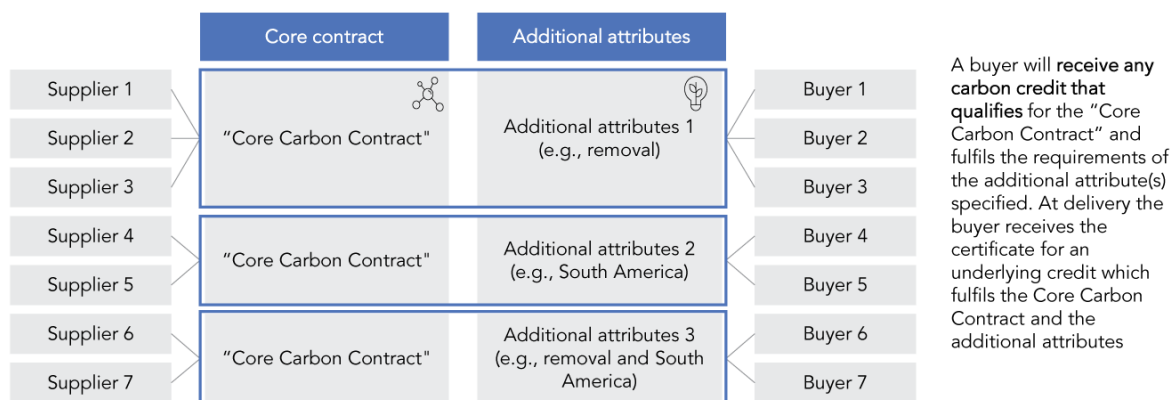 Core contract
Additional attributes
Supplier 1
Supplier 2
Supplier 3
“Core Carbon Contract"
Additional attributes 1
(e.g., removal)
Buyer 1
Buyer 2
Buyer 3
Supplier 4
Supplier 5
“Core Carbon Contract"
Additional attributes 2
(e.g., South America)
Buyer 4
Buyer 5
Supplier 6
Supplier 7
“Core Carbon Contract"
Additional attributes 3
(e.g., removal and South
America)
Buyer 6
Buyer 7
A buyer will receive any
carbon credit that
qualifies for the “Core
Carbon Contract“ and
fulfils the requirements of
the additional attribute(s)
specified. At delivery the
buyer receives the
certificate for an
underlying credit which
fulfils the Core Carbon
Contract and the
additional attributes